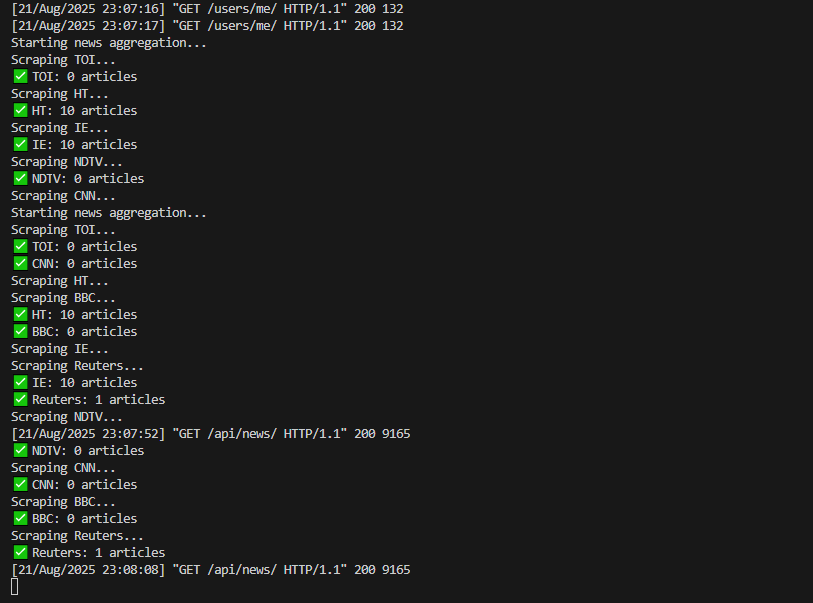 [21/Aug/2025 23:07:16] "GET /users/me/ HTTP/1.1" 200 132
[21/Aug/2025 23:07:17] "GET /users/me/ HTTP/1.1" 200 132
Starting news aggregation...
Scraping TOI...
✅ TOI: 0 articles
Scraping HT...
✅ HT: 10 articles
Scraping IE...
✅ IE: 10 articles
Scraping NDTV...
✅ NDTV: 0 articles
Scraping CNN...
Starting news aggregation...
Scraping TOI...
✅ TOI: 0 articles
✅ CNN: 0 articles
Scraping HT...
Scraping BBC...
✅ HT: 10 articles
✅ BBC: 0 articles
Scraping IE...
Scraping Reuters...
✅ IE: 10 articles
✅ Reuters: 1 articles
Scraping NDTV...
[21/Aug/2025 23:07:52] "GET /api/news/ HTTP/1.1" 200 9165
✅ NDTV: 0 articles
Scraping CNN...
✅ CNN: 0 articles
Scraping BBC...
✅ BBC: 0 articles
Scraping Reuters...
✅ Reuters: 1 articles
[21/Aug/2025 23:08:08] "GET /api/news/ HTTP/1.1" 200 9165